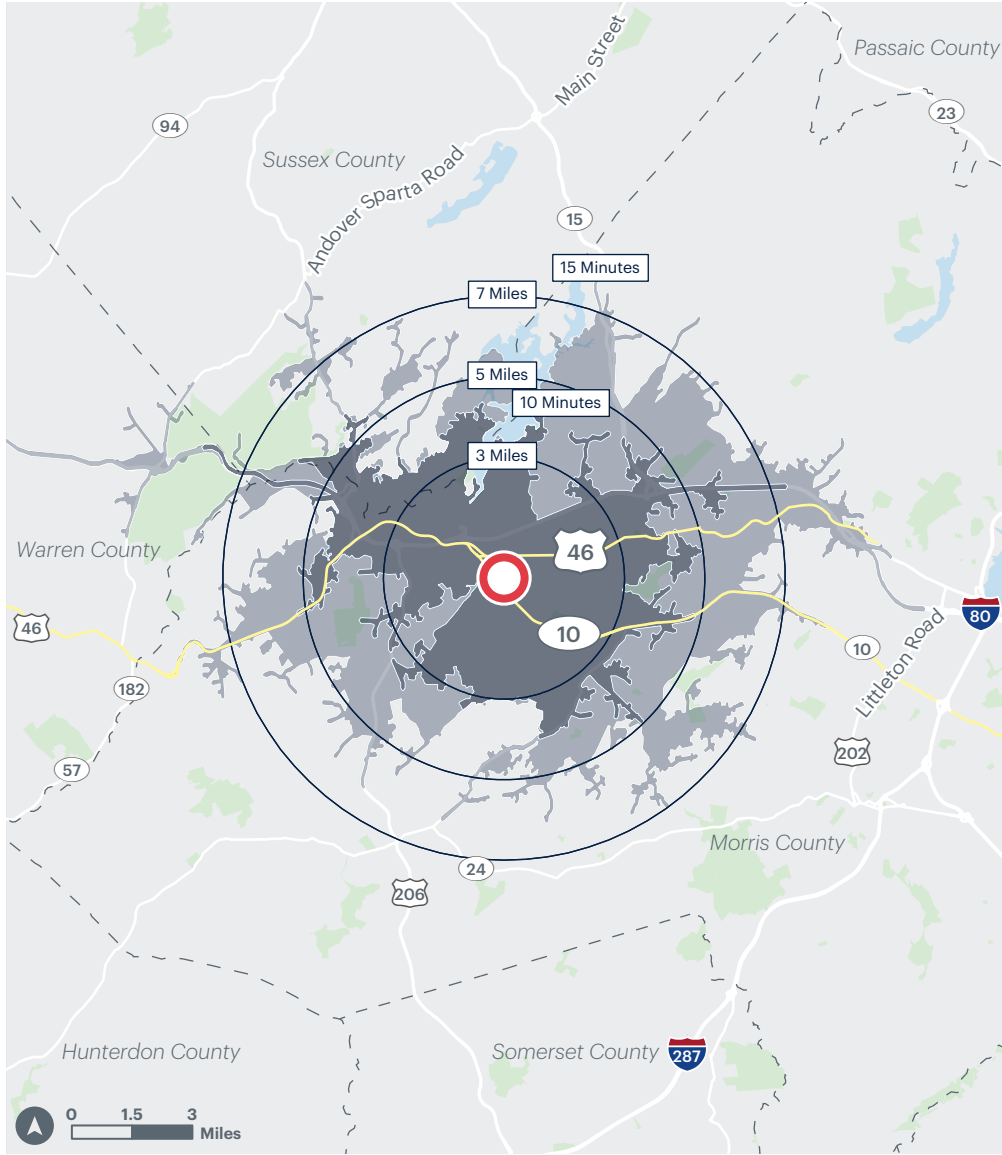 Main Street
Passaic County
23
94
Sussex County
Andover Sparta Road
15
15 Minutes
7 Miles
5 Miles
10 Minutes
3 Miles
Warren County
46
46
80
10
10
Littleton Road
182
202
57
Morris County
24
206
Hunterdon County
Somerset County
287
0 1.5 3
Miles